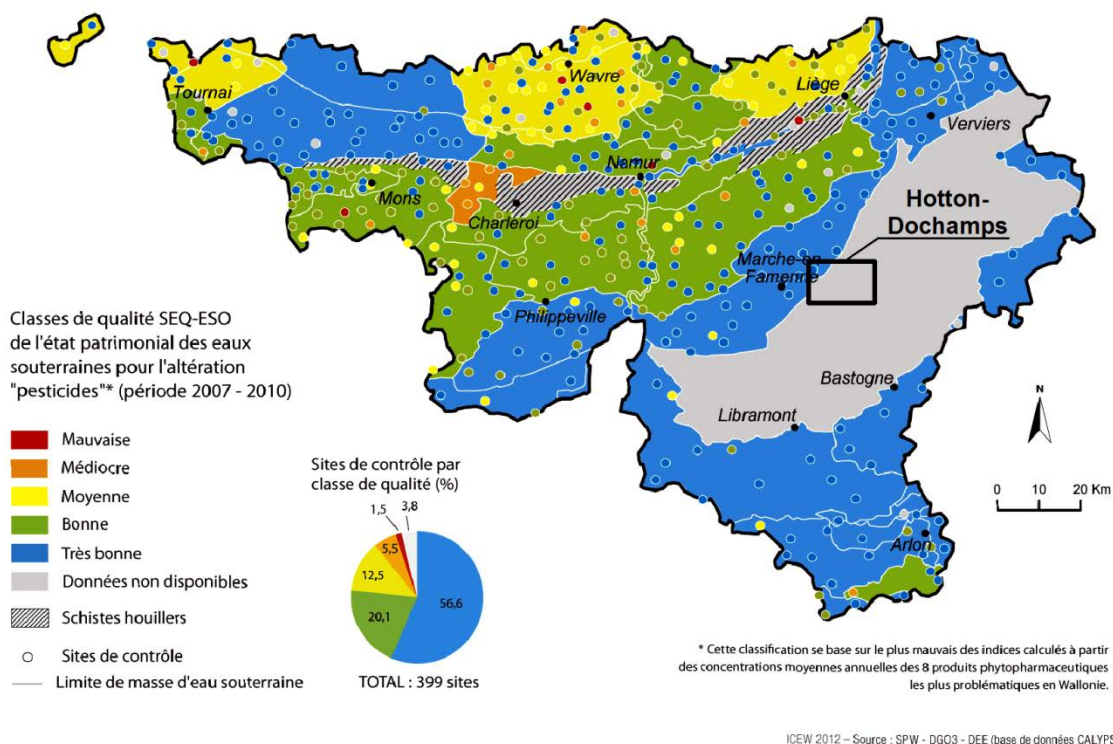 Tournai
Wavre
Liège
Verviers
Namur
Mons
Charleroi
Hotton-
Dochamps
Marche-en
Famenne
Philippeville
Bastogne
Libramont
Arlon
Classes de qualité SEQ-ESO
de l'état patrimonial des eaux
souterraines pour l'altération
"pesticides"* (période 2007 - 2010)
Mauvaise
Médiocre
Moyenne
Bonne
Très bonne
Données non disponibles
Schistes houillers
Sites de contrôle
Limite de masse d'eau souterraine
Sites de contrôle par
classe de qualité (%)
1,5
3,8
5,5
12,5
20,1
56,6
TOTAL : 399 sites
N
0 10 20 Km
* Cette classification se base sur le plus mauvais des indices calculés à partir
des concentrations moyennes annuelles des 8 produits phytopharmaceutiques
les plus problématiques en Wallonie.
ICEW 2012 – Source : SPW - DGO3 - DEE (base de données CALYPS